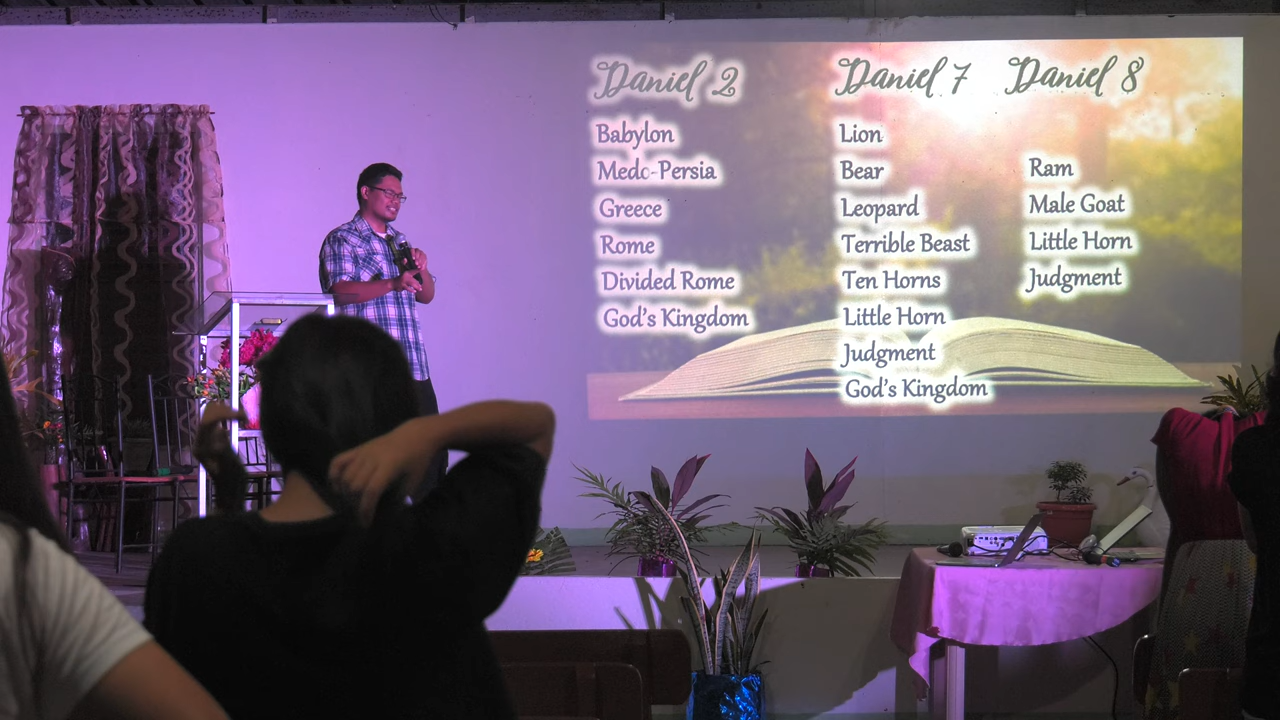 Daniel 2
Babylon
Medo-Persia
Greece
Rome
Divided Rome
God's Kingdom
Daniel 7
Lion
Bear
Leopard
Terrible Beast
Ten Horns
Little Horn
Judgment
God's Kingdom
Daniel 8
Ram
Male Goat
Little Horn
Judgment